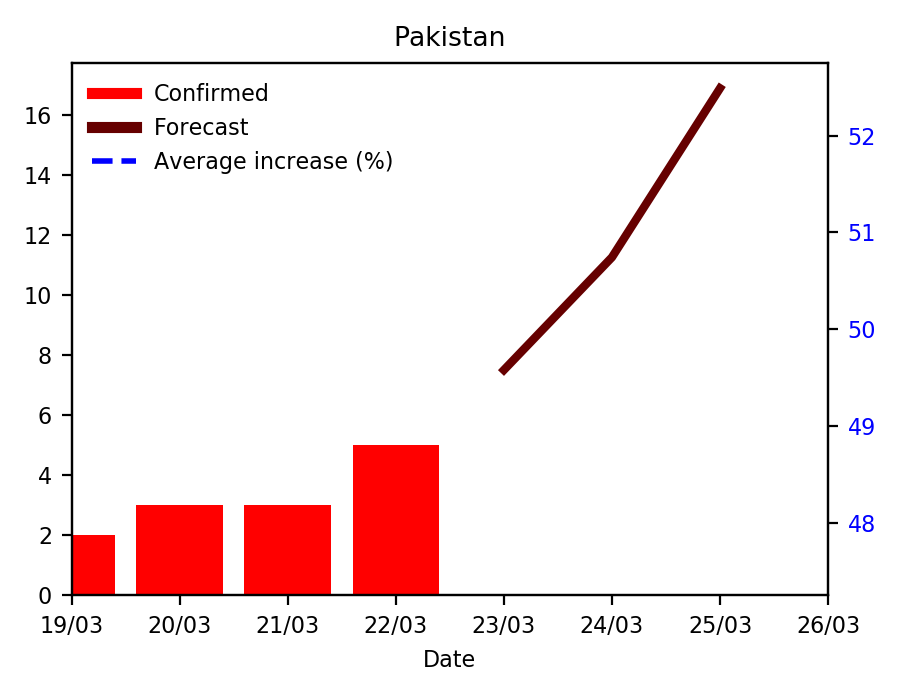 Pakistan
Confirmed
Forecast
Average increase (%)
16
14
12
10
8
6
4
2
0
52
51
50
49
48
19/03 20/03 21/03 22/03 23/03 24/03 25/03 26/03
Date